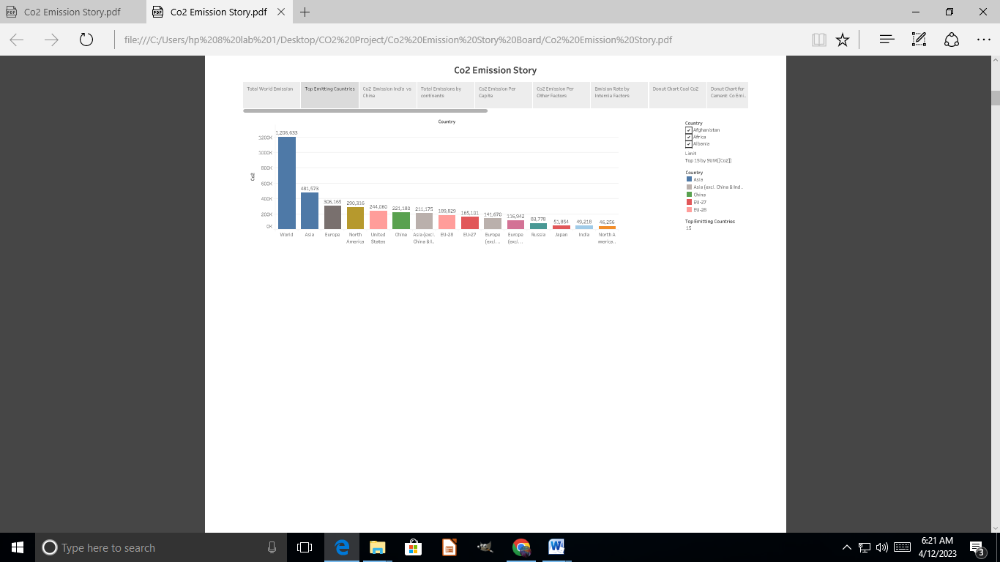 Co2 Emission Story.pdf
Co2 Emission Story.pdf
file:///C:/Users/hp%208%20lab%201/Desktop/CO2%20Project/Co2%20Emission%20Story%20Board/Co2%20Emission%20Story.pdf
Co2 Emission Story
Total World Emission
Top Emitting Countries
Co2 Emission India vs
China
Total Emissions by
continents
Co2 Emission Per
Capita
Co2 Emission Per
Other Factors
Emision Rate by
Internia Factors
Donut Chart Coal Co2
Donut Chart for
Cement Co Emi..
Country
Co2
1200K
1000K
800K
600K
400K
200K
0K
1,206,633
481,573
306,165
290,316
244,060
221,180
211,175
189,829
165,101
141,670
116,942
83,778
51,854
49,218
46,256
World
Asia
Europe
North
America
United
States
China
Asia (excl.
China & I..
EU-28
EU-27
Europe
(excl...
Europe
(excl...
Russia
Japan
India
North A
merica..
Country
Afghanistan
Africa
Albania
Limit
Top 15 by SUM([Co2])
Country
Asia
Asia (excl. China & Ind..
China
EU-27
EU-28
Top Emitting Countries
15
Type here to search
6:21 AM
4/12/2023
3